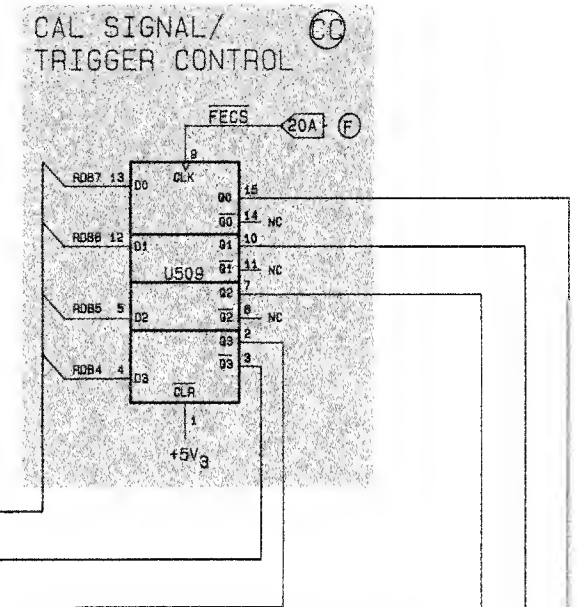 CAL SIGNAL/ CC
TRIGGER CONTROL
FECS 20A F
9
CLK
RDB7 13 D0
Q0 15
Q0 14 NC
RDB6 12 D1
Q1 10
Q1 11 NC
U509
Q2 7
RDB5 5 D2
Q2 6 NC
Q3 2
Q3 3
RDB4 4 D3
CLR
1
+5V3